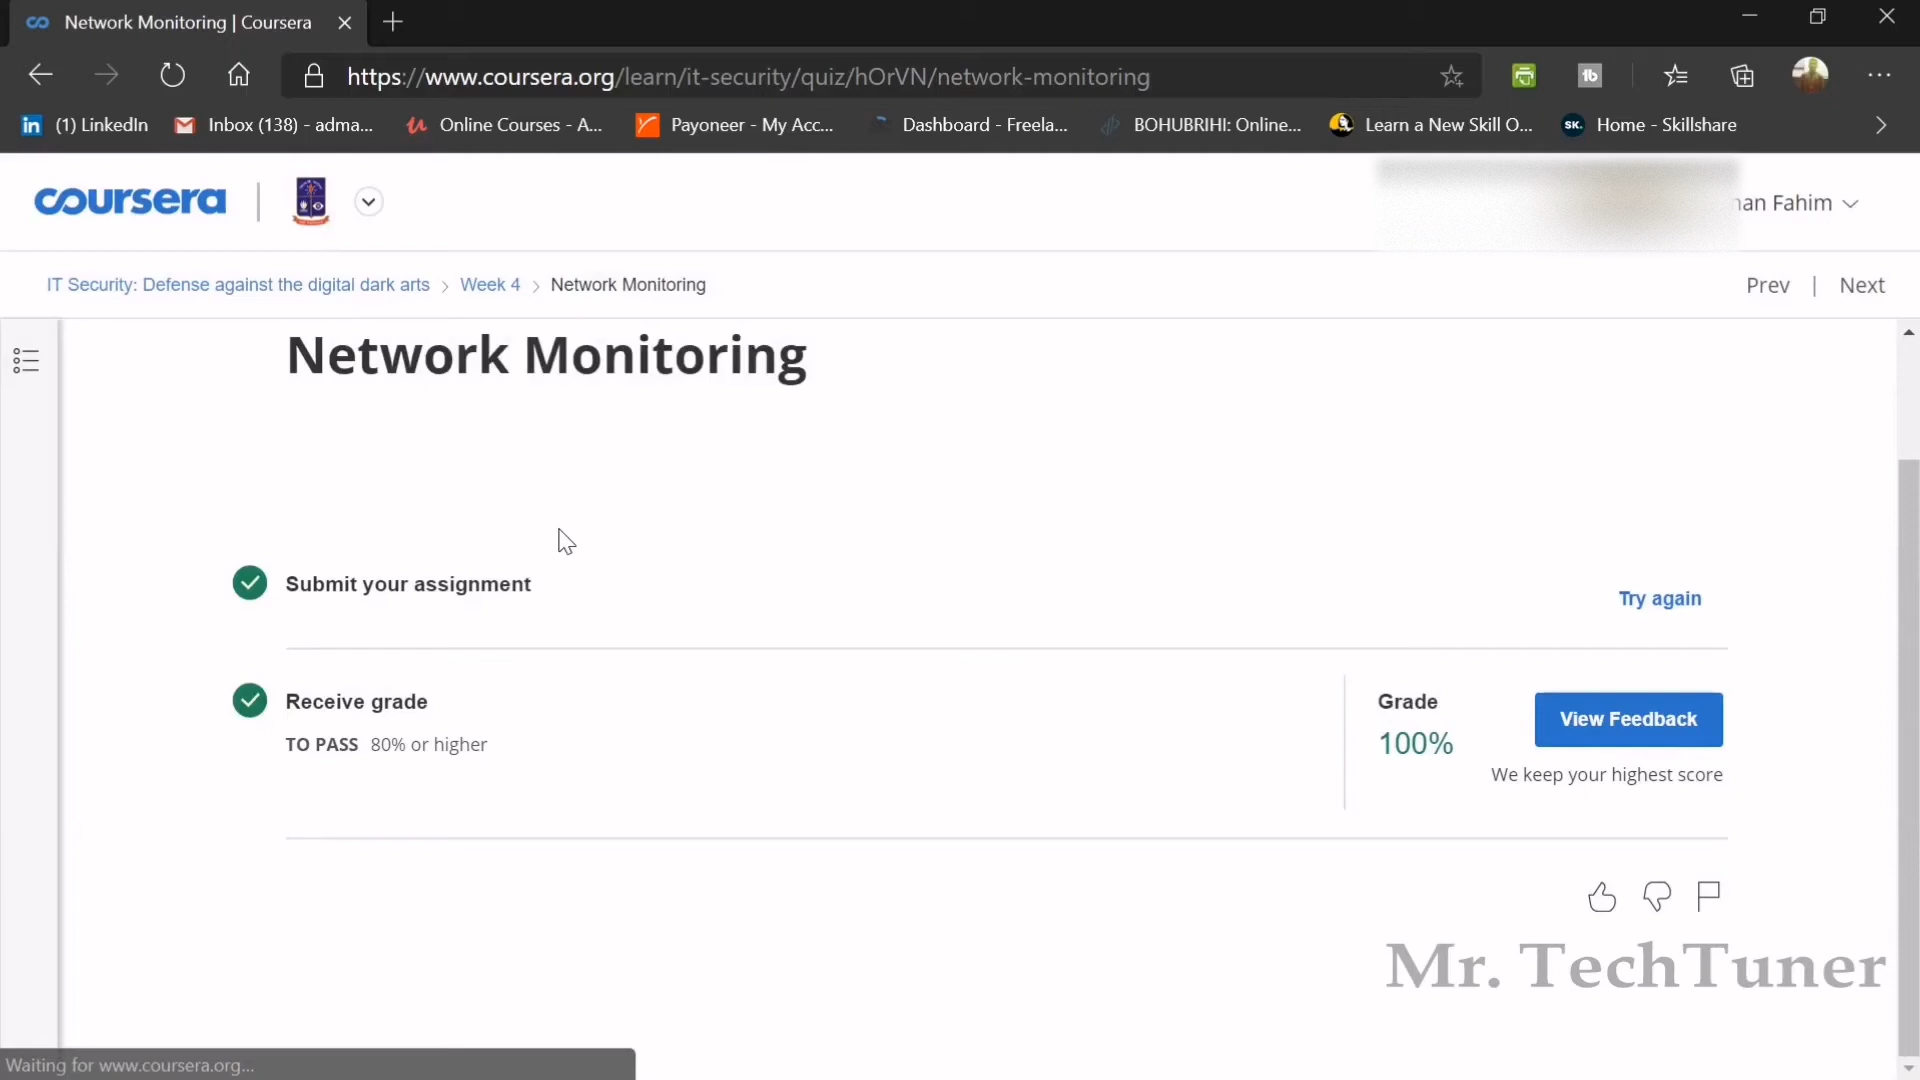 Network Monitoring | Coursera
https://www.coursera.org/learn/it-security/quiz/hOrVN/network-monitoring
(1) LinkedIn
Inbox (138) - adma...
Online Courses - A...
Payoneer - My Acc...
Dashboard - Freela...
BOHUBRIHI: Online...
Learn a New Skill O...
SK.
Home - Skillshare
coursera
Fahim
IT Security: Defense against the digital dark arts > Week 4 > Network Monitoring
Prev | Next
Network Monitoring
Submit your assignment
Try again
Receive grade
TO PASS 80% or higher
Grade
100%
View Feedback
We keep your highest score
Mr. TechTuner
Waiting for www.coursera.org...